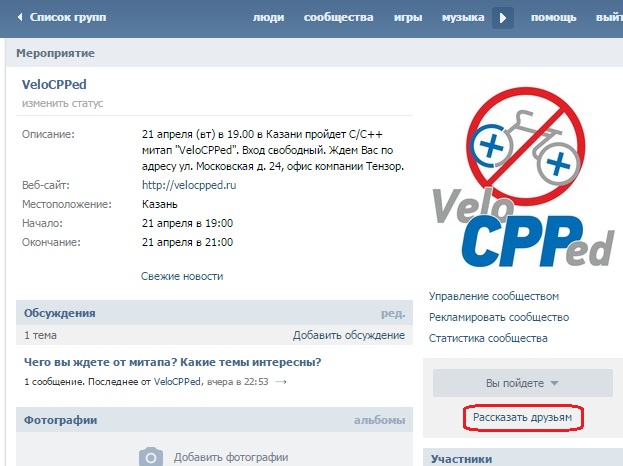 Список групп
люди сообщества игры музыка помощь
Мероприятие
VeloCPPed
изменить статус
Описание: 21 апреля (вт) в 19.00 в Казани пройдет C/C++
митап "VeloCPPed". Вход свободный. Ждем Вас по
адресу ул. Московская д. 24, офис компании Тензор.
Веб-сайт: http://velocpped.ru
Местоположение: Казань
Начало: 21 апреля в 19:00
Окончание: 21 апреля в 21:00
Свежие новости
Обсуждения ред.
1 тема Добавить обсуждение
Чего вы ждете от митапа? Какие темы интересны?
1 сообщение. Последнее от VeloCPPed, вчера в 22:53 →
Фотографии альбомы
Добавить фотографии
Velo
CPPed
Управление сообществом
Рекламировать сообщество
Статистика сообщества
Вы пойдете
Рассказать друзьям
Участники